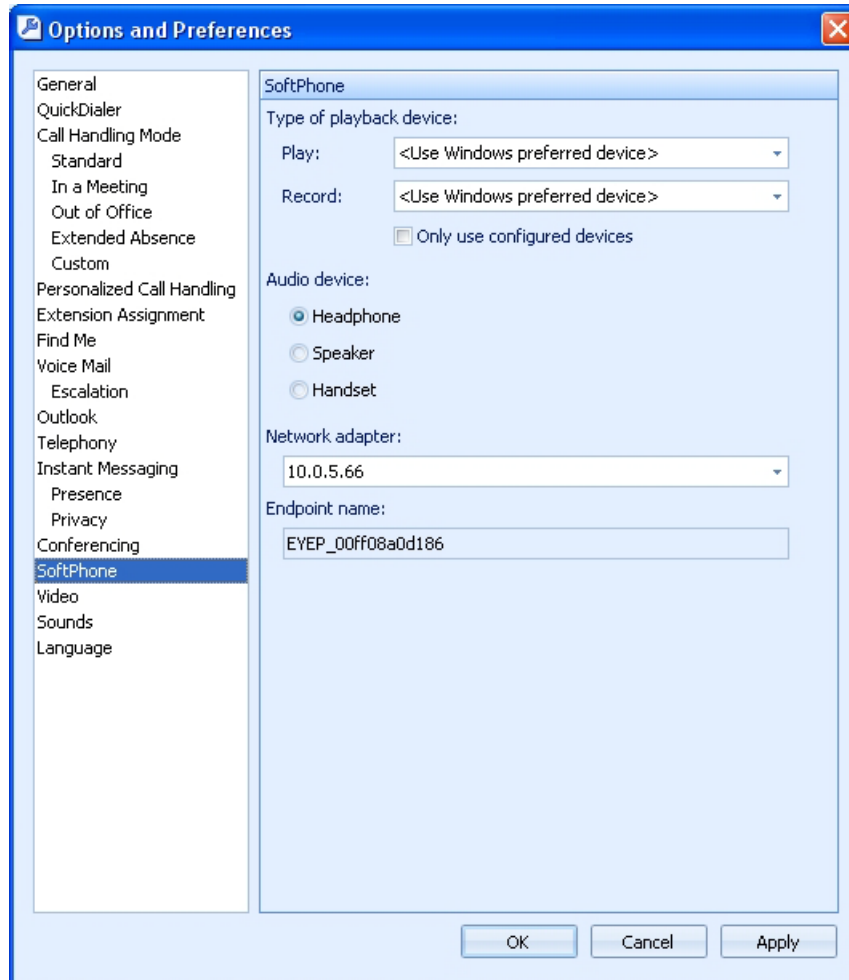 Options and Preferences
General
QuickDialer
Call Handling Mode
Standard
In a Meeting
Out of Office
Extended Absence
Custom
Personalized Call Handling
Extension Assignment
Find Me
Voice Mail
Escalation
Outlook
Telephony
Instant Messaging
Presence
Privacy
Conferencing
SoftPhone
Video
Sounds
Language
SoftPhone
Type of playback device:
Play: <Use Windows preferred device>
Record: <Use Windows preferred device>
Only use configured devices
Audio device:
Headphone
Speaker
Handset
Network adapter:
10.0.5.66
Endpoint name:
EYEP_00ff08a0d186
OK Cancel Apply